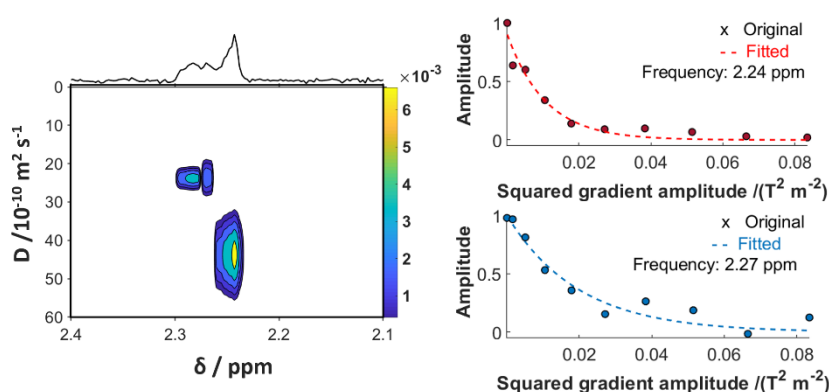 ×10⁻³
0
10
20
30
40
50
60
D /10⁻¹⁰ m² s⁻¹
2.4
2.3
2.2
2.1
δ / ppm
6
5
4
3
2
1
Amplitude
1
0.5
0
x Original
-- Fitted
Frequency: 2.24 ppm
0.02
0.04
0.06
0.08
Squared gradient amplitude /(T² m⁻²)
Amplitude
1
0.5
0
x Original
-- Fitted
Frequency: 2.27 ppm
0.02
0.04
0.06
0.08
Squared gradient amplitude /(T² m⁻²)